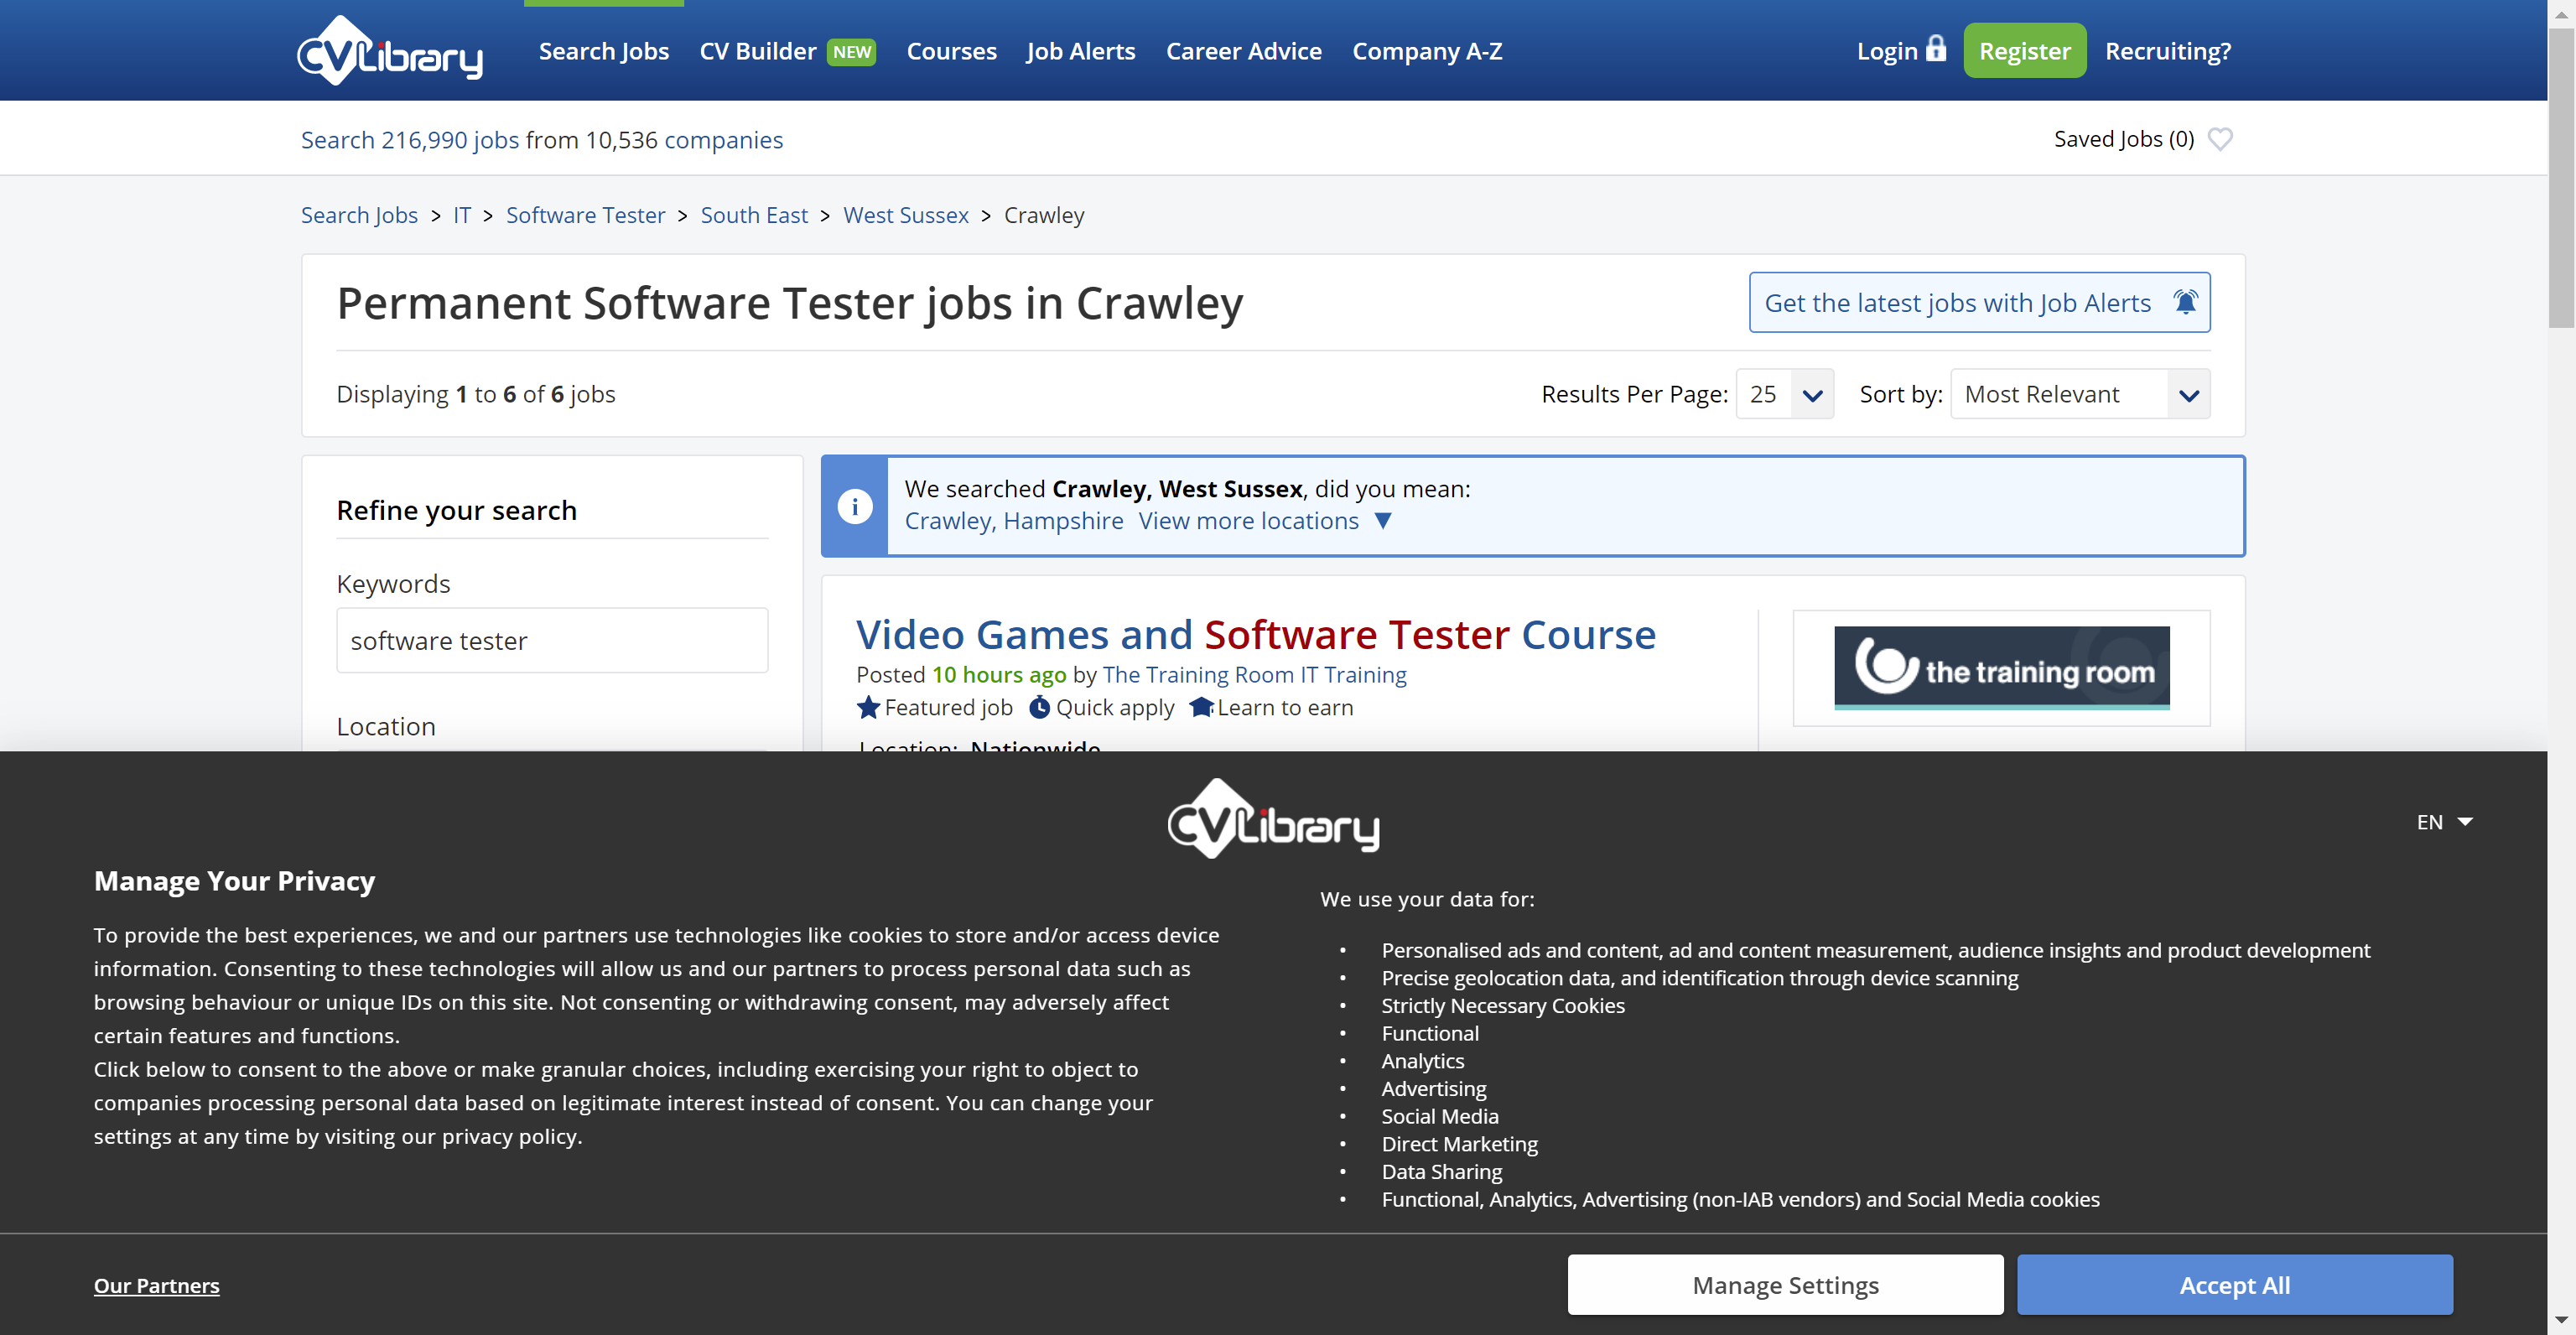 CVLibrary
Search Jobs CV Builder NEW Courses Job Alerts Career Advice Company A-Z Login Register Recruiting?
Search 216,990 jobs from 10,536 companies
Saved Jobs (0)
Search Jobs > IT > Software Tester > South East > West Sussex > Crawley
Permanent Software Tester jobs in Crawley
Get the latest jobs with Job Alerts
Displaying 1 to 6 of 6 jobs
Results Per Page: 25 Sort by: Most Relevant
Refine your search
Keywords
software tester
Location
We searched Crawley, West Sussex, did you mean:
Crawley, Hampshire View more locations ▼
Video Games and Software Tester Course
Posted 10 hours ago by The Training Room IT Training
Featured job Quick apply Learn to earn
Location: Nationwide
the training room
CVLibrary
EN
Manage Your Privacy
To provide the best experiences, we and our partners use technologies like cookies to store and/or access device
information. Consenting to these technologies will allow us and our partners to process personal data such as
browsing behaviour or unique IDs on this site. Not consenting or withdrawing consent, may adversely affect
certain features and functions.
Click below to consent to the above or make granular choices, including exercising your right to object to
companies processing personal data based on legitimate interest instead of consent. You can change your
settings at any time by visiting our privacy policy.
We use your data for:
• Personalised ads and content, ad and content measurement, audience insights and product development
• Precise geolocation data, and identification through device scanning
• Strictly Necessary Cookies
• Functional
• Analytics
• Advertising
• Social Media
• Direct Marketing
• Data Sharing
• Functional, Analytics, Advertising (non-IAB vendors) and Social Media cookies
Our Partners
Manage Settings
Accept All